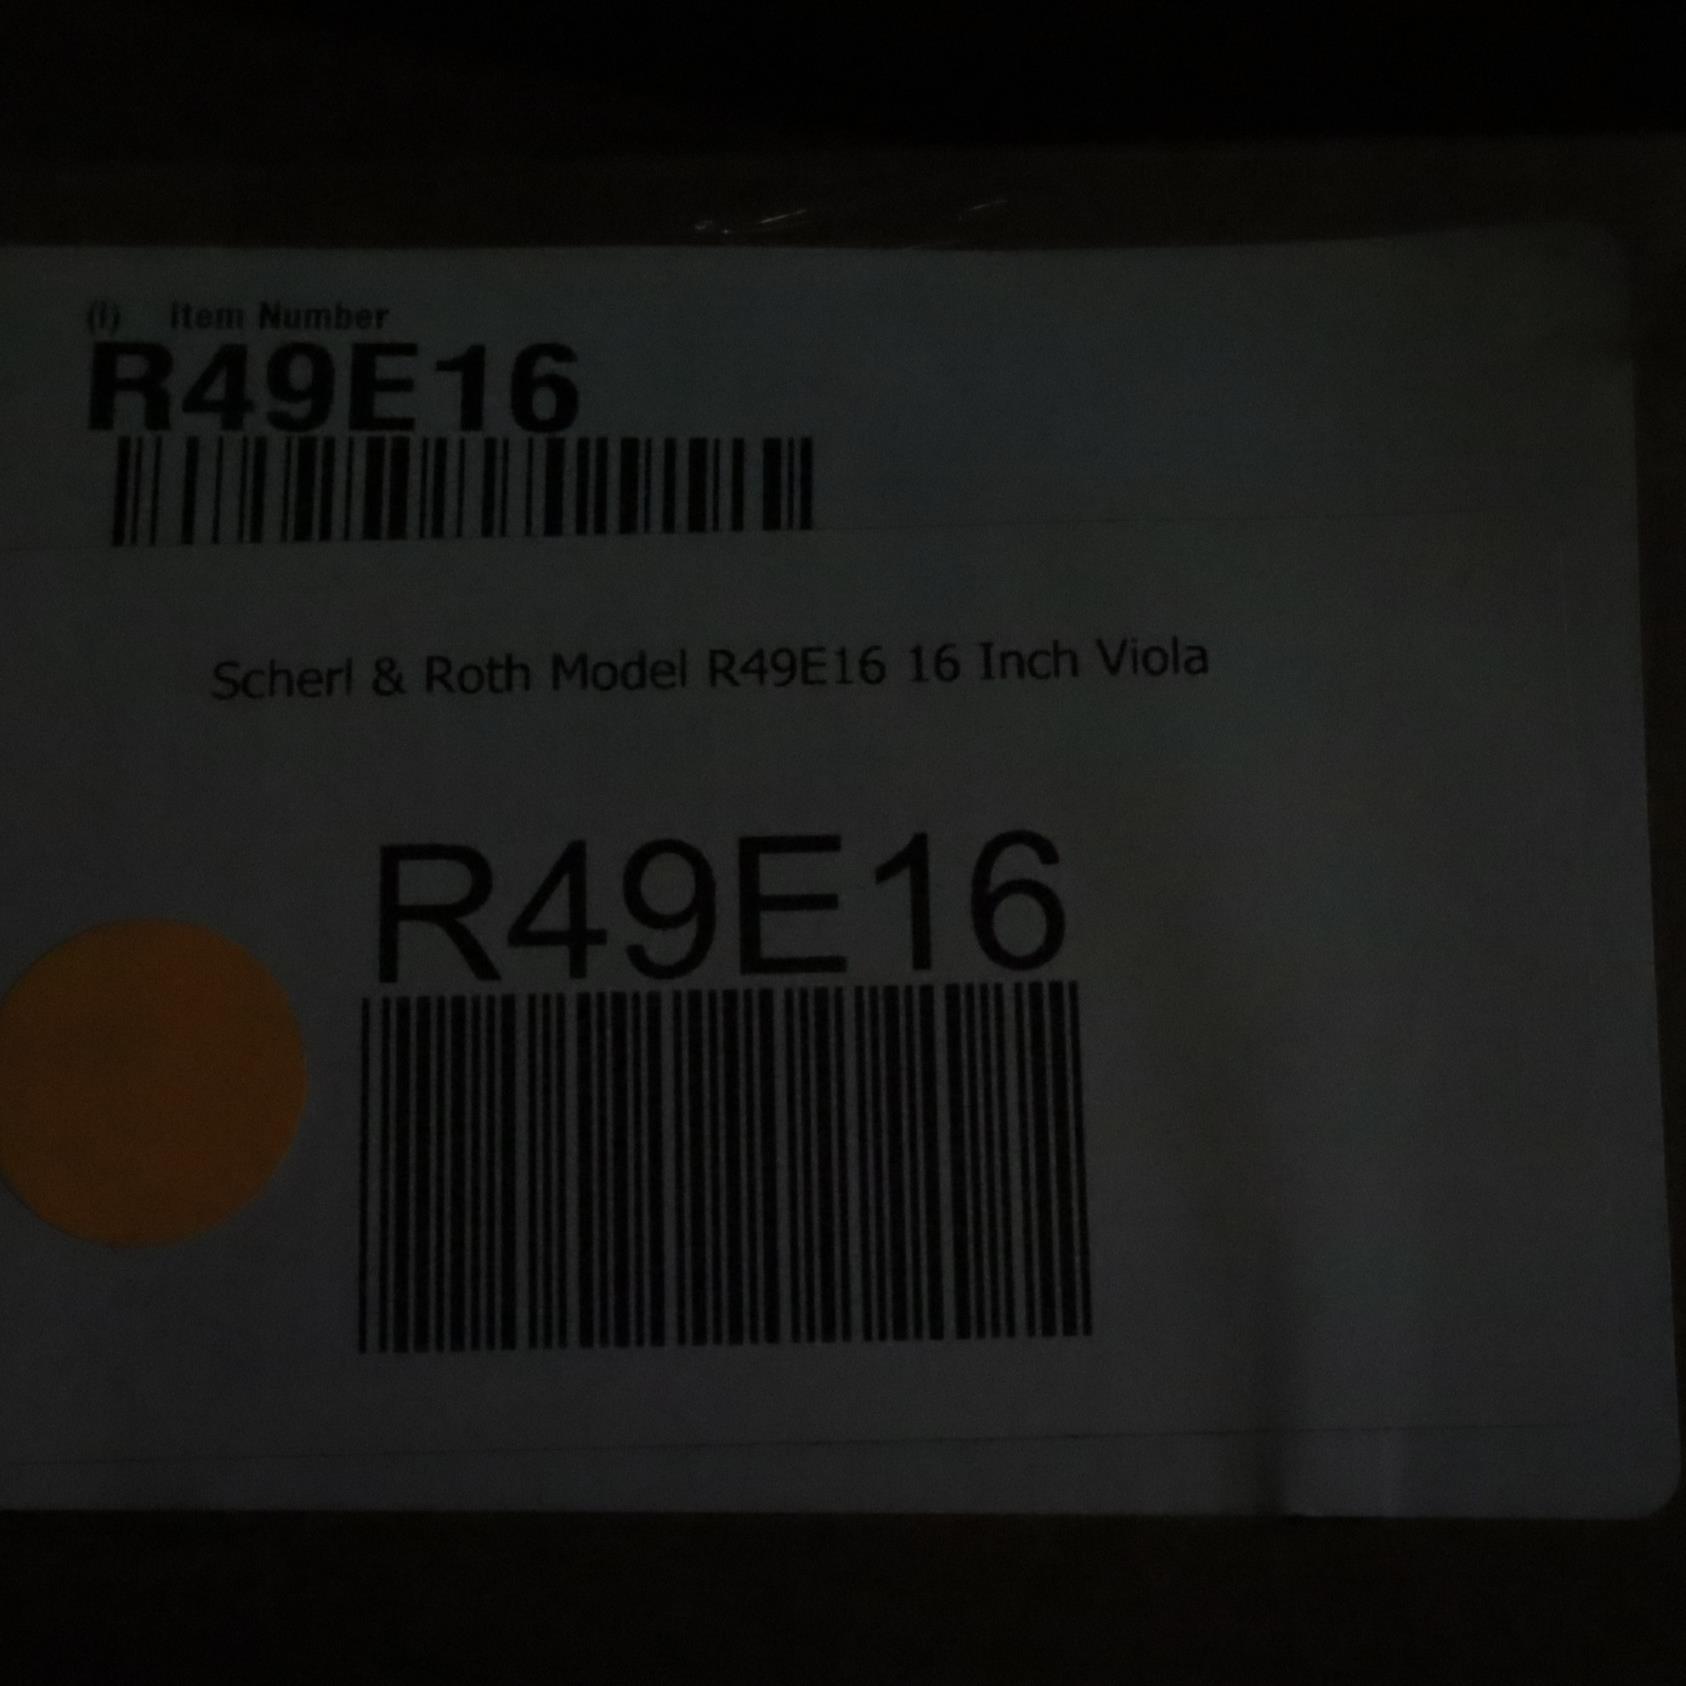 (I) Item Number
R49E16
Scherl & Roth Model R49E16 16 Inch Viola
R49E16